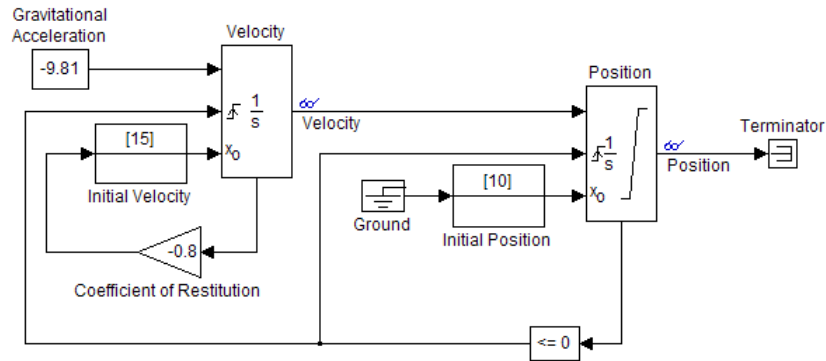 Gravitational
Acceleration
-9.81
Velocity
1
s
x0
Velocity
[15]
Initial Velocity
-0.8
Coefficient of Restitution
Position
1
s
x0
Position
Terminator
[10]
Ground
Initial Position
<= 0